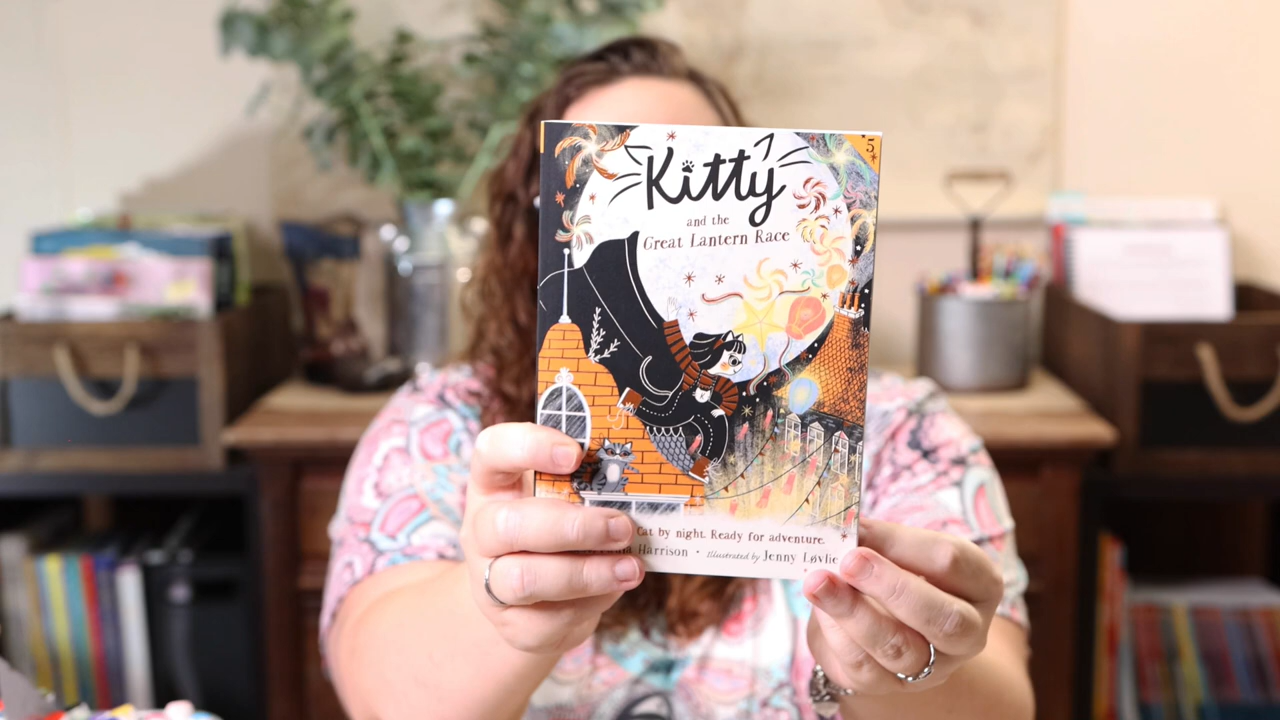 5
Kitty
and the
Great Lantern Race
Cat by night. Ready for adventure.
Harrison • Illustrated by Jenny Løvlie